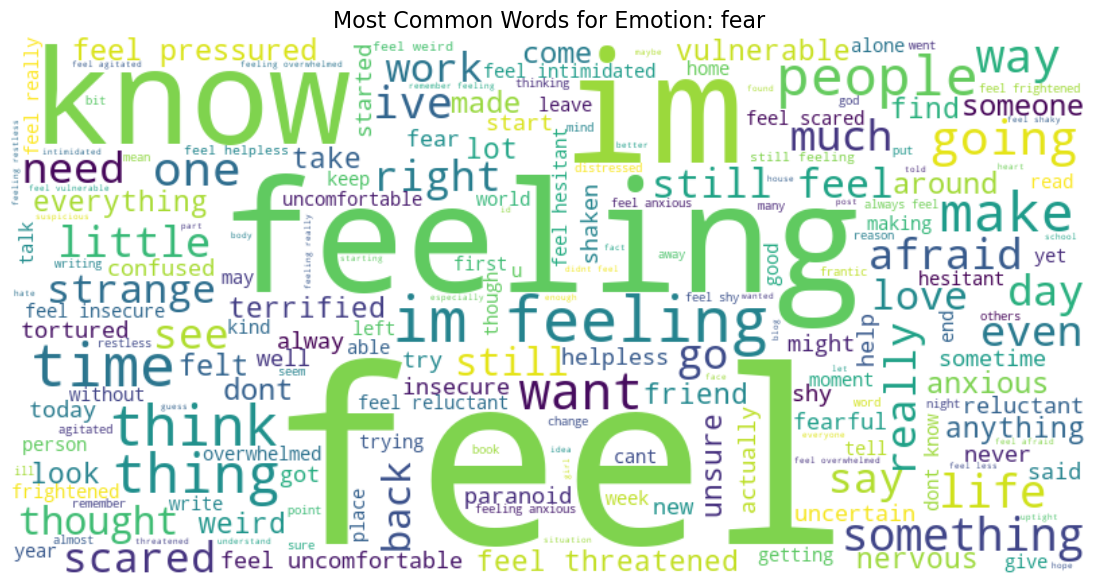 Most Common Words for Emotion: fear
feel pressured
feel weird
come
maybe
vulnerable
alone
went
way
feel really
know
feel agitated
feeling overwhelmed
started
work
feel intimidated
im
home
people
feel frightened
bit
remember feeling
thinking
found
ive
made
leave
god
find
someone
feel scared
feeling restless
intimidated
mean
feel helpless
fear
start
mind
better
much
put
feel shaky
going
need
one
take
lot
distressed
still feeling
told
heart
feel vulnerable
keep
right
feel hesitant
shaken
still feel
house
around
read
everything
suspicious
uncomfortable
world
id
feel anxious
many
post
always feel
make
talk
part
body
feeling
fact
making
school
little
feeling really
first
u
away
good
reason
afraid
yet
writing
confused
may
starting
didnt feel
frantic
hesitant
hate
strange
especially
thought
enough
feel shy
wanted
love
day
feel insecure
terrified
im feeling
others
tortured
see
kind
left
blog
might
help
end
even
restless
alway
able
try
still
helpless
go
let
really
sometime
time
felt
well
seem
insecure
want
friend
face
moment
shy
anxious
without
dont
feel reluctant
word
night
reluctant
today
guess
feel
change
unsure
actually
fearful
everyone
anything
agitated
think
trying
tell
feel afraid
person
overwhelmed
book
idea
cant
feel overwhelmed
dont know
never
ill
look
thing
got
back
girl
say
feel less
said
frightened
remember
write
place
paranoid
week
new
life
thought
weird
point
feeling anxious
uncertain
uptight
almost
threatened
understand
sure
situation
something
year
scared
feel uncomfortable
feel threatened
getting
nervous
give
hope